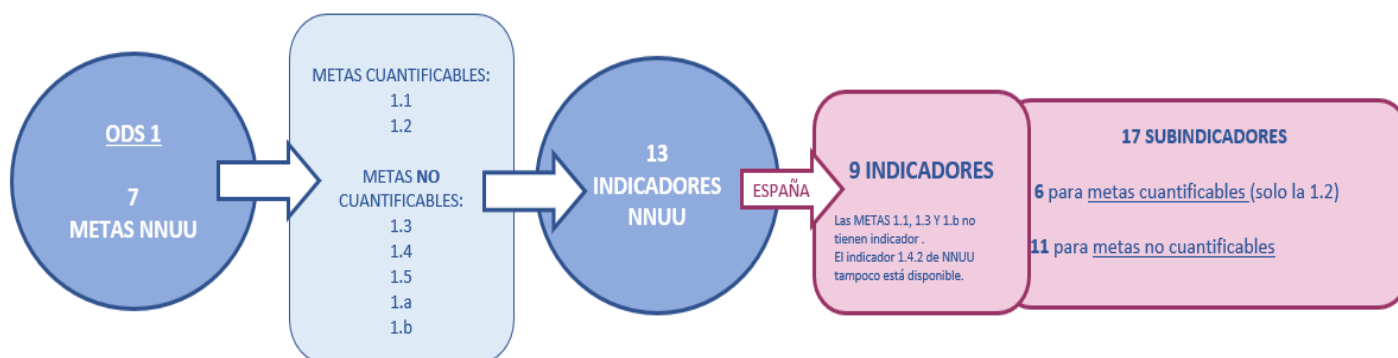 ODS 1
7
METAS NNUU
METAS CUANTIFICABLES:
1.1
1.2
METAS NO
CUANTIFICABLES:
1.3
1.4
1.5
1.a
1.b
13
INDICADORES
NNUU
ESPAÑA
9 INDICADORES
Las METAS 1.1, 1.3 Y 1.b no
tienen indicador .
El indicador 1.4.2 de NNUU
tampoco está disponible.
17 SUBINDICADORES
6 para metas cuantificables (solo la 1.2)
11 para metas no cuantificables